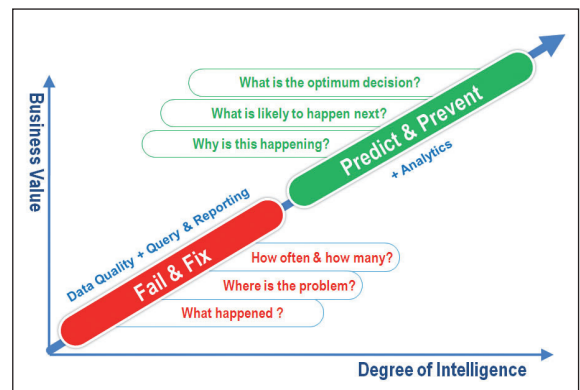 What is the optimum decision?
What is likely to happen next?
Why is this happening?
Predict & Prevent
+ Analytics
Business Value
Data Quality + Query & Reporting
Fail & Fix
How often & how many?
Where is the problem?
What happened ?
Degree of Intelligence